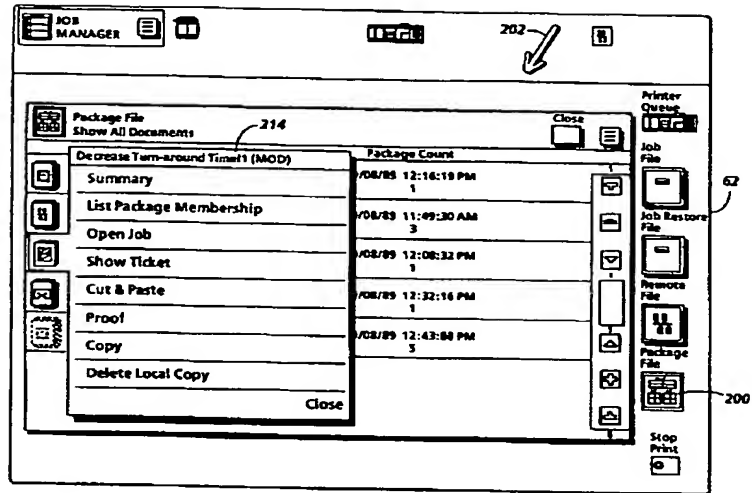 JOB
MANAGER
202
Printer
Queue
Package File
Show All Documents
214
Close
Job
File
Decrease Turn-around Time!1 (MOD)
Package Count
Summary
/08/89 12:16:19 PM
1
62
List Package Membership
/08/89 11:49:30 AM
3
Job Restore
File
Open Job
Show Ticket
/08/89 12:08:32 PM
1
Remote
File
Cut & Paste
/08/89 12:32:16 PM
1
Proof
/08/89 12:43:08 PM
5
Package
File
Copy
Delete Local Copy
200
Close
Stop
Print